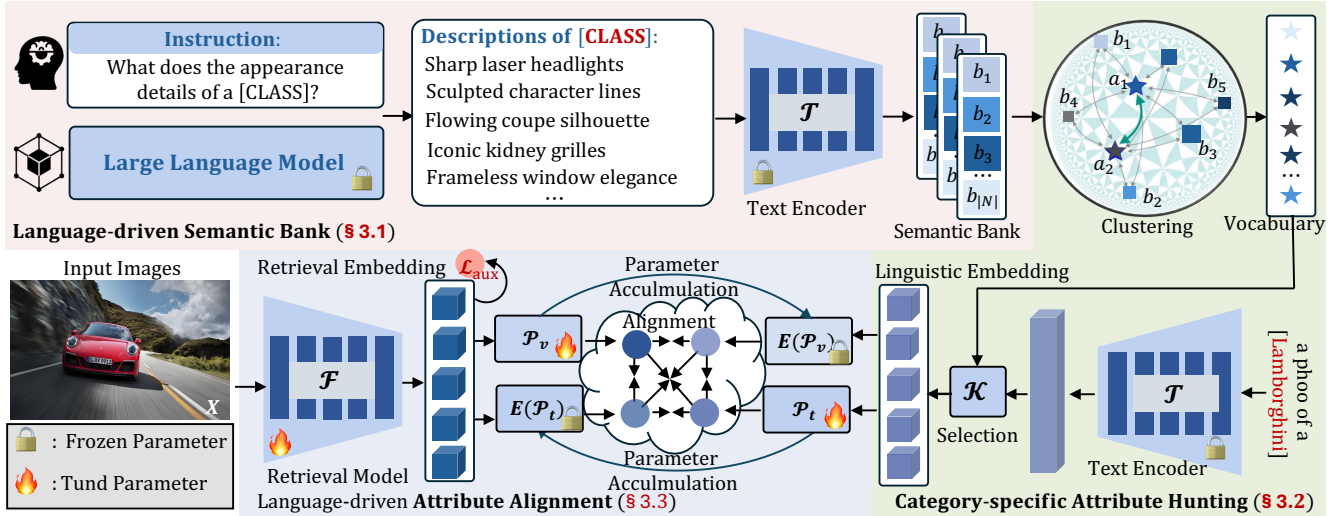 Instruction:
What does the appearance
details of a [CLASS]?
Large Language Model
Language-driven Semantic Bank (§ 3.1)
Descriptions of [CLASS]:
Sharp laser headlights
Sculpted character lines
Flowing coupe silhouette
Iconic kidney grilles
Frameless window elegance
...
𝒯
Text Encoder
b
b
b
b
b
b1
b2
b3
...
b|N|
Semantic Bank
b1
a1
b5
b4
b3
a2
b2
Clustering
...
Vocabulary
Input Images
X
: Frozen Parameter
: Tund Parameter
Retrieval Embedding
ℒaux
ℱ
Retrieval Model
𝒫v
E(𝒫t)
Parameter
Acculmulation
Alignment
E(𝒫v)
𝒫t
Parameter
Acculmulation
Language-driven Attribute Alignment (§ 3.3)
Linguistic Embedding
𝒦
Selection
𝒯
Text Encoder
a phoo of a
[Lamborghini]
Category-specific Attribute Hunting (§ 3.2)